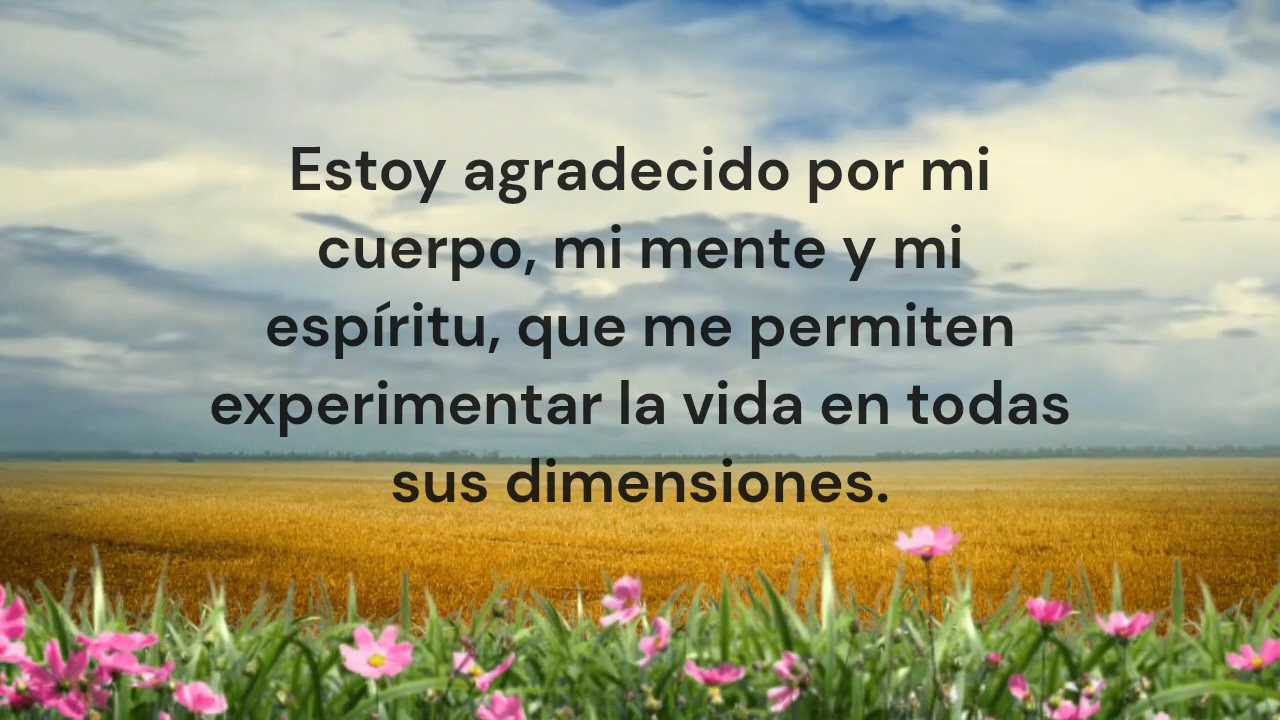 Estoy agradecido por mi
cuerpo, mi mente y mi
espíritu, que me permiten
experimentar la vida en todas
sus dimensiones.